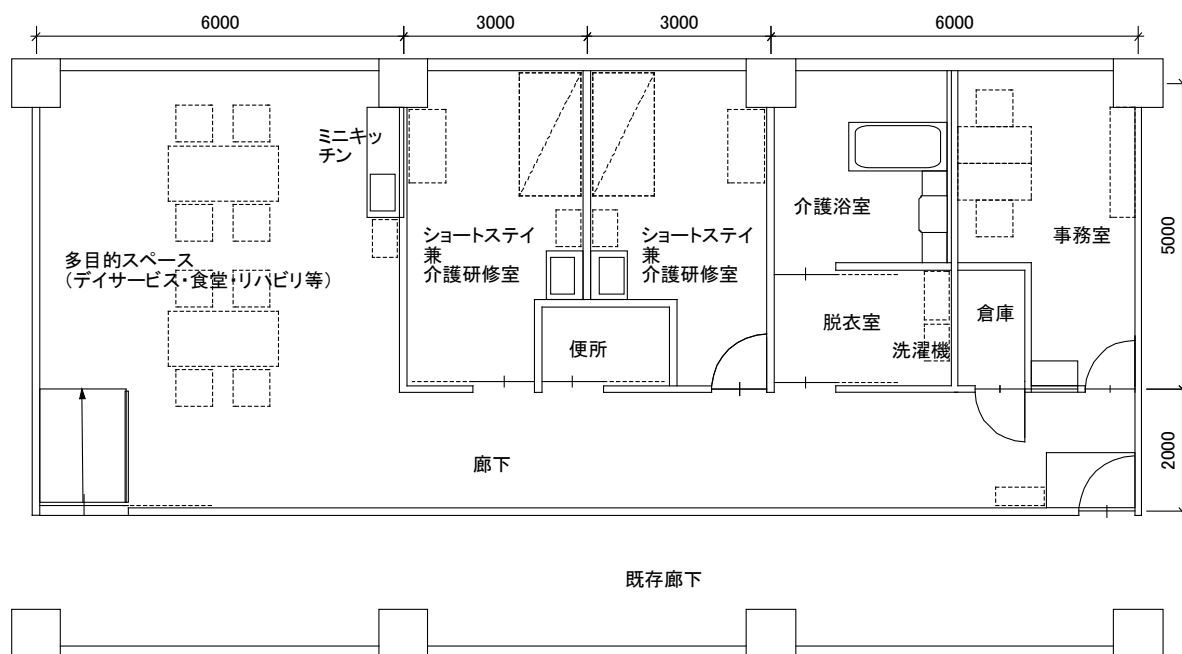 6000
3000
3000
6000
ミニキッ
チン
多目的スペース
（デイサービス・食堂・リハビリ等）
ショートステイ
兼
介護研修室
ショートステイ
兼
介護研修室
介護浴室
事務室
5000
便所
脱衣室
洗濯機
倉庫
廊下
2000
既存廊下